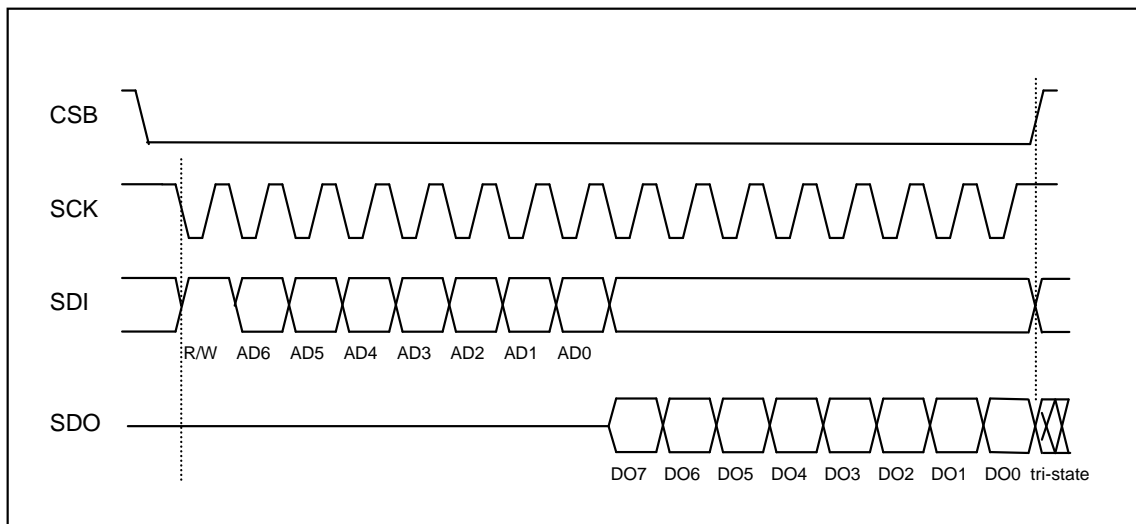 CSB
SCK
SDI
R/W AD6 AD5 AD4 AD3 AD2 AD1 AD0
SDO
DO7 DO6 DO5 DO4 DO3 DO2 DO1 DO0 tri-state